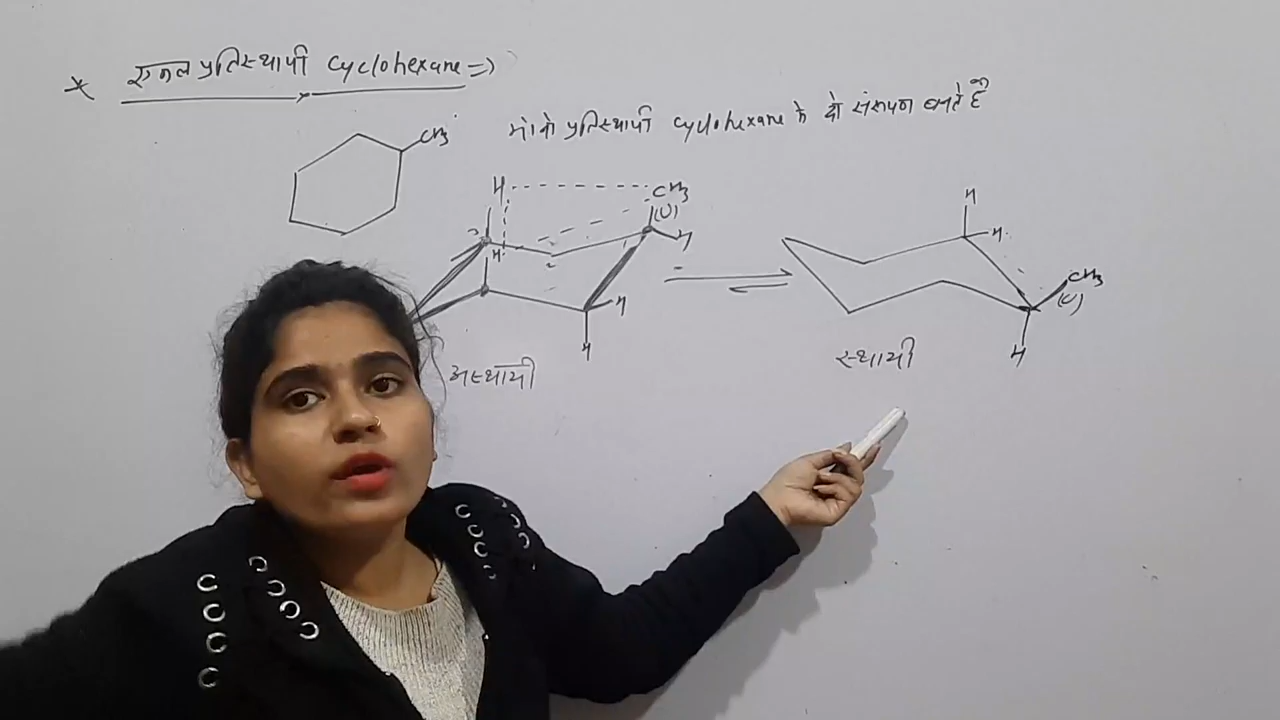 * एकल प्रतिस्थापी cyclohexane =>
CH3
मोनो प्रतिस्थापी cyclohexane के दो संरूपण बनते हैं
H CH3
(U)
H
H
H
H
अस्थायी
H
H
CH3
(U)
H
स्थायी